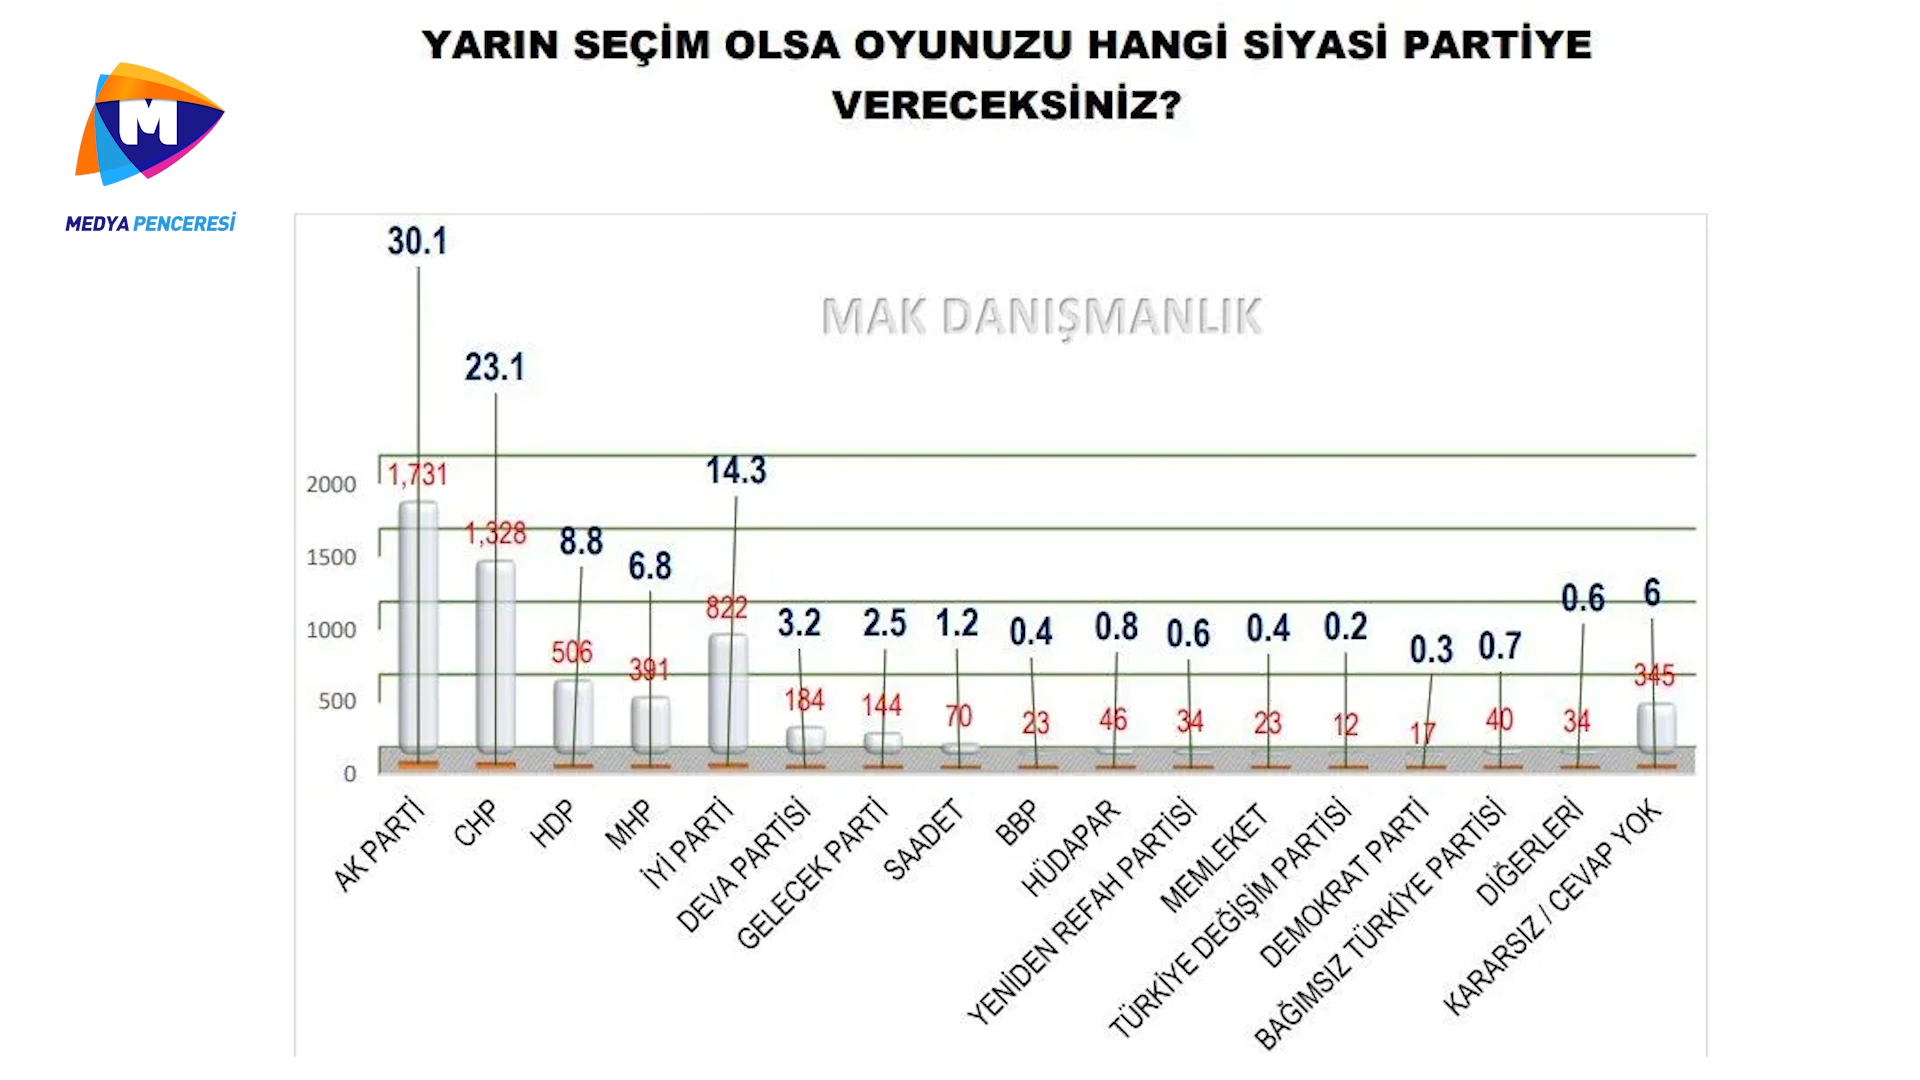 YARIN SEÇİM OLSA OYUNUZU HANGİ SİYASİ PARTİYE
VERECEKSİNİZ?
M
MEDYA PENCERESİ
MAK DANIŞMANLIK
30.1
23.1
8.8
6.8
14.3
3.2
2.5
1.2
0.4
0.8
0.6
0.4
0.2
0.3
0.7
0.6
6
1,731
1,328
506
391
822
184
144
70
23
46
34
23
12
17
40
34
345
2000
1500
1000
500
0
AK PARTİ
CHP
HDP
MHP
İYİ PARTİ
DEVA PARTİSİ
GELECEK PARTİ
SAADET
BBP
HÜDAPAR
YENİDEN REFAH PARTİSİ
MEMLEKET
TÜRKİYE DEĞİŞİM PARTİSİ
DEMOKRAT PARTİ
BAĞIMSIZ TÜRKİYE PARTİSİ
DİĞERLERİ
KARARSIZ / CEVAP YOK